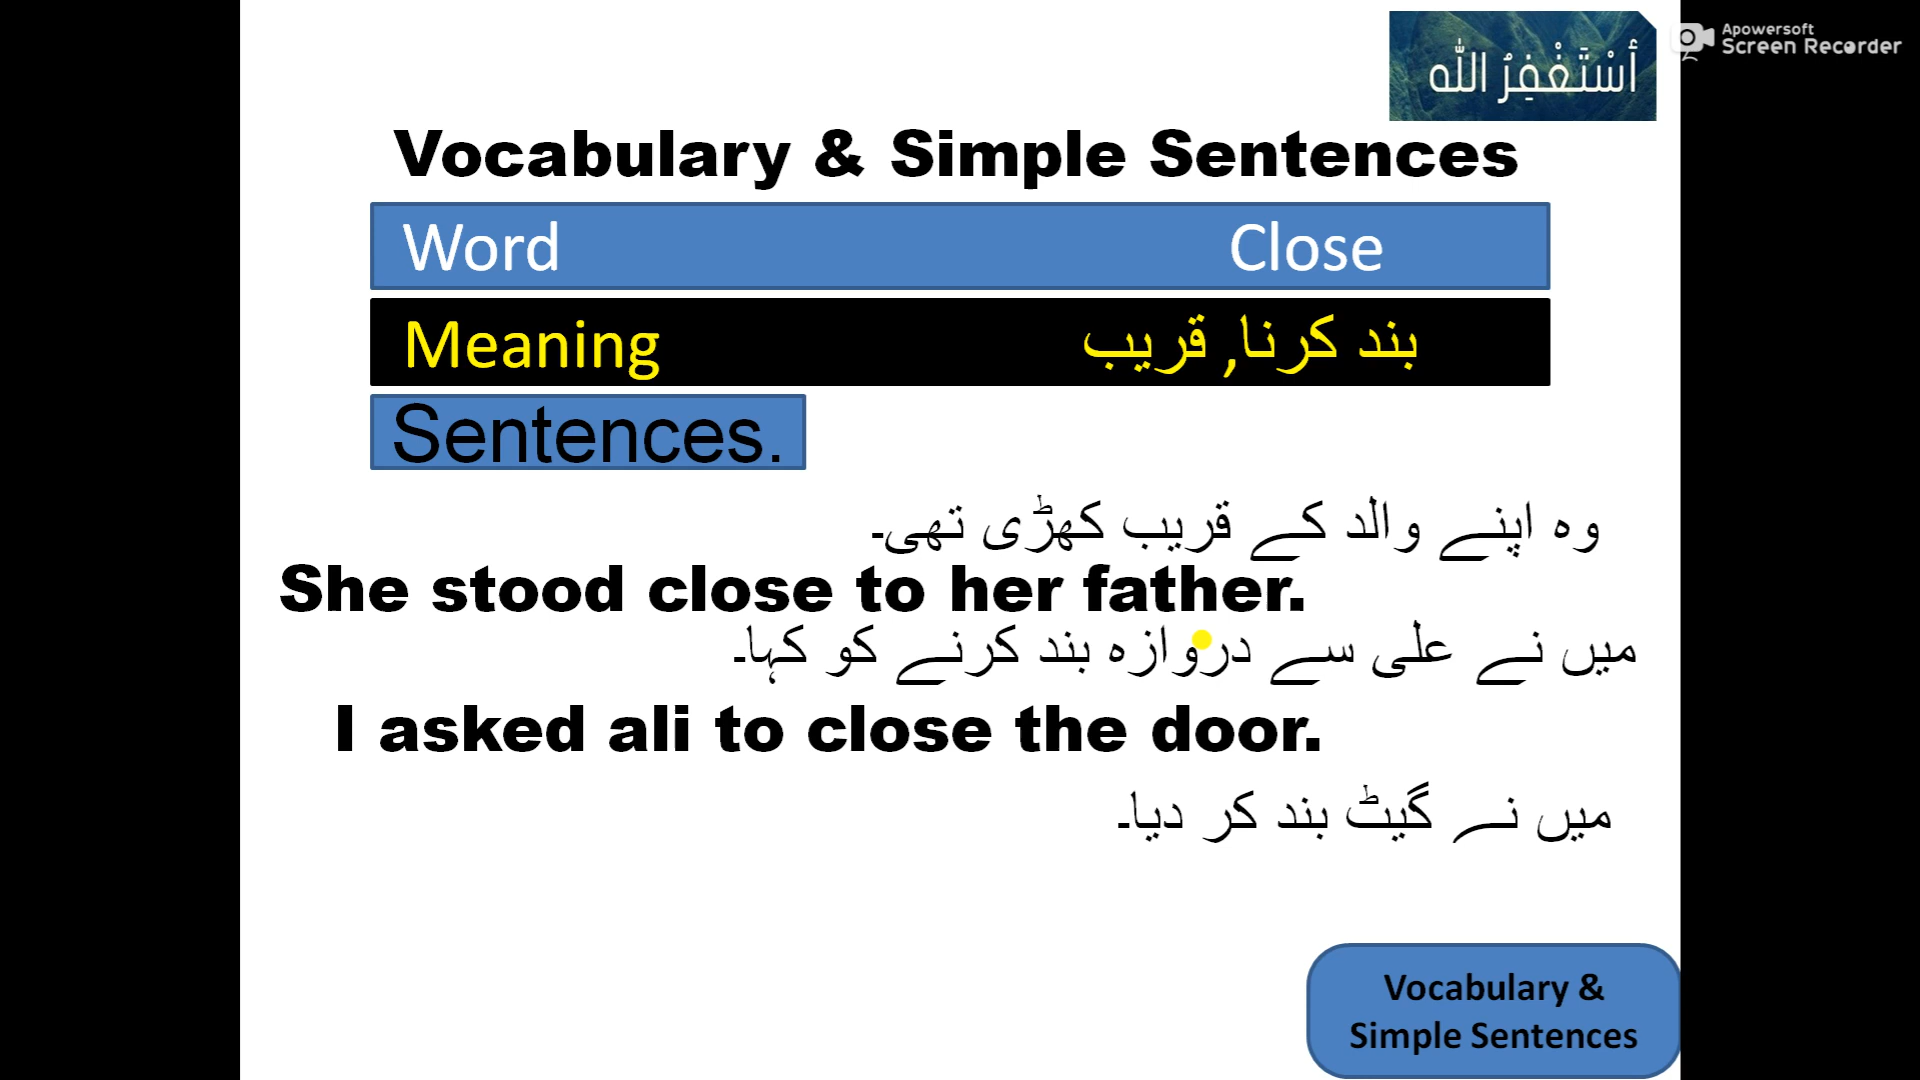 أَسْتَغْفِرُ اللّٰه
Apowersoft
Screen Recorder
Vocabulary & Simple Sentences
Word Close
Meaning بند کرنا, قریب
Sentences.
وہ اپنے والد کے قریب کھڑی تھی۔
She stood close to her father.
میں نے علی سے دروازہ بند کرنے کو کہا۔
I asked ali to close the door.
میں نے گیٹ بند کر دیا۔
Vocabulary &
Simple Sentences